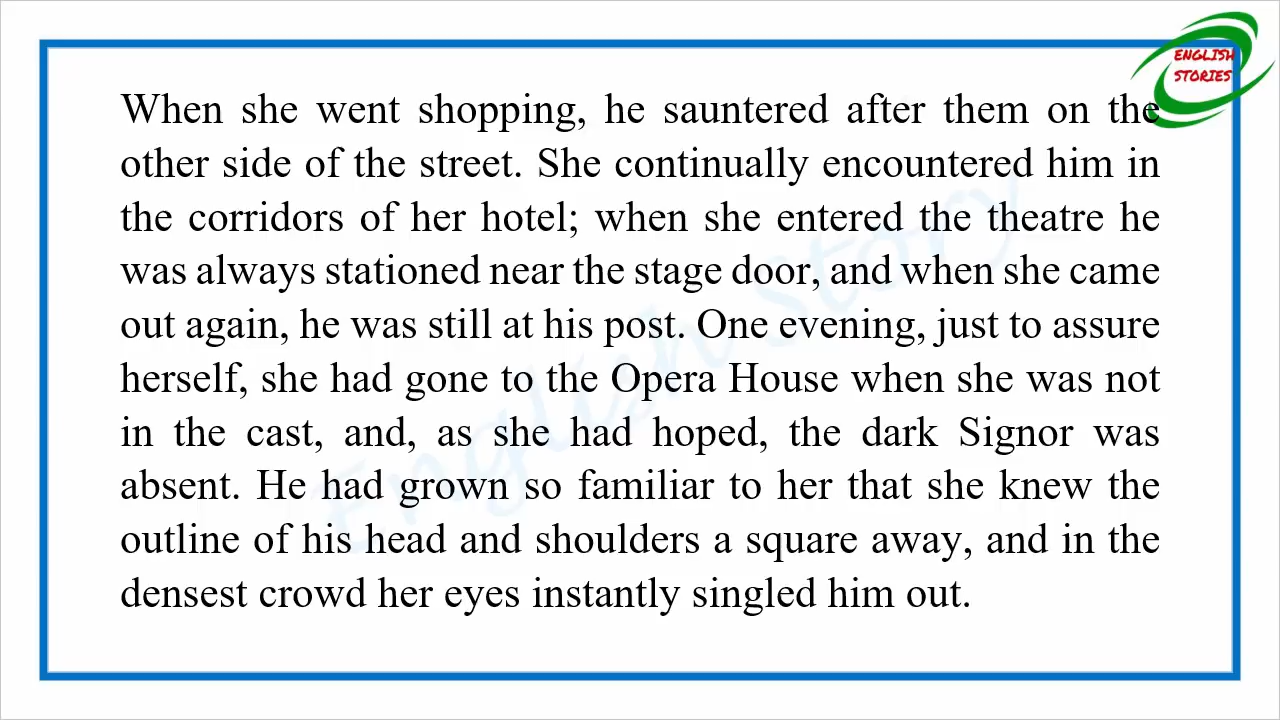 ENGLISH
STORIES
When she went shopping, he sauntered after them on the
other side of the street. She continually encountered him in
the corridors of her hotel; when she entered the theatre he
was always stationed near the stage door, and when she came
out again, he was still at his post. One evening, just to assure
herself, she had gone to the Opera House when she was not
in the cast, and, as she had hoped, the dark Signor was
absent. He had grown so familiar to her that she knew the
outline of his head and shoulders a square away, and in the
densest crowd her eyes instantly singled him out.
English Story